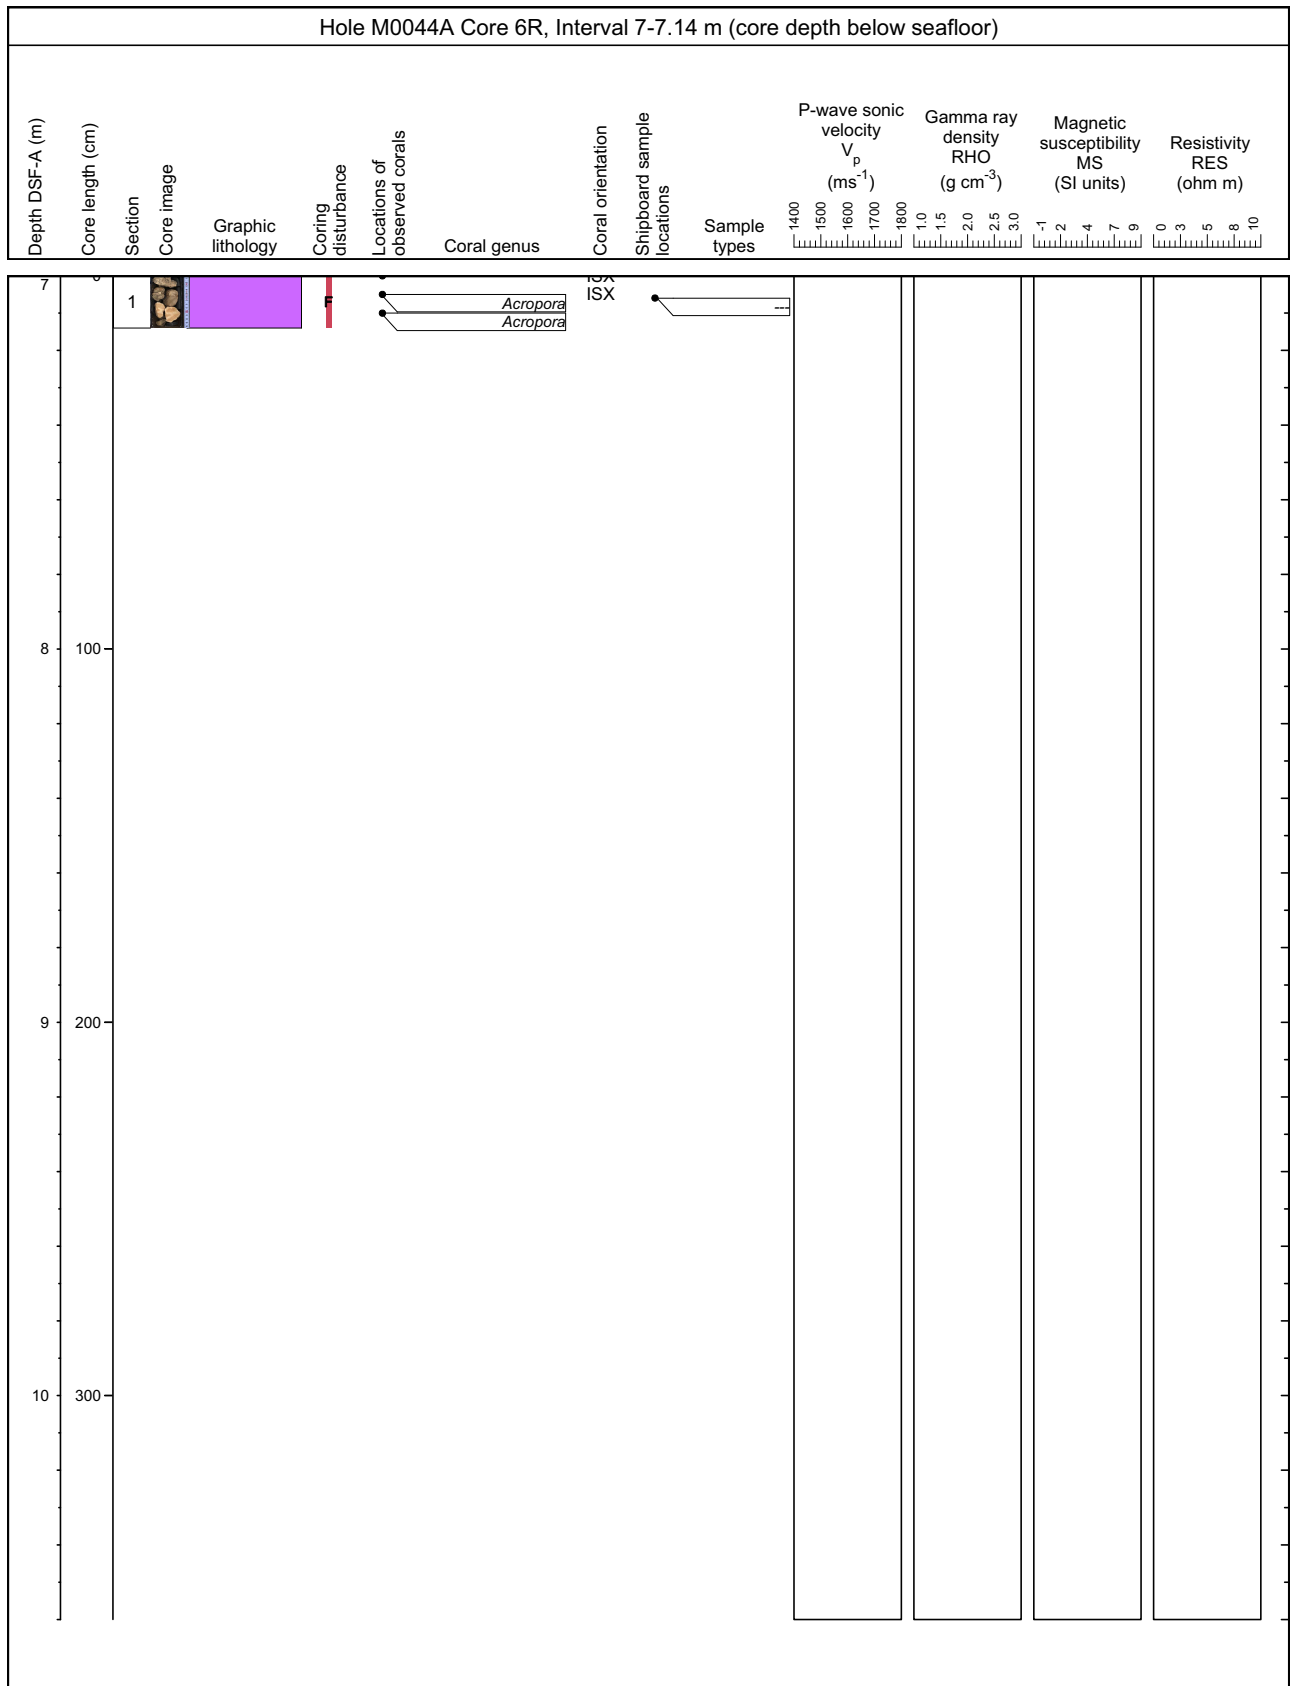 Hole M0044A Core 6R, Interval 7-7.14 m (core depth below seafloor)
Depth DSF-A (m)
Core length (cm)
Section
Core image
Graphic
lithology
Coring
disturbance
Locations of
observed corals
Coral genus
Coral orientation
Shipboard sample
locations
Sample
types
P-wave sonic
velocity
Vp
(ms-1)
1400 1500 1600 1700 1800
Gamma ray
density
RHO
(g cm-3)
1.0 1.5 2.0 2.5 3.0
Magnetic
susceptibility
MS
(SI units)
-1 2 4 7 9
Resistivity
RES
(ohm m)
0 3 5 8 10
7
1
F
Acropora
Acropora
ISX
ISX
---
8 100
9 200
10 300